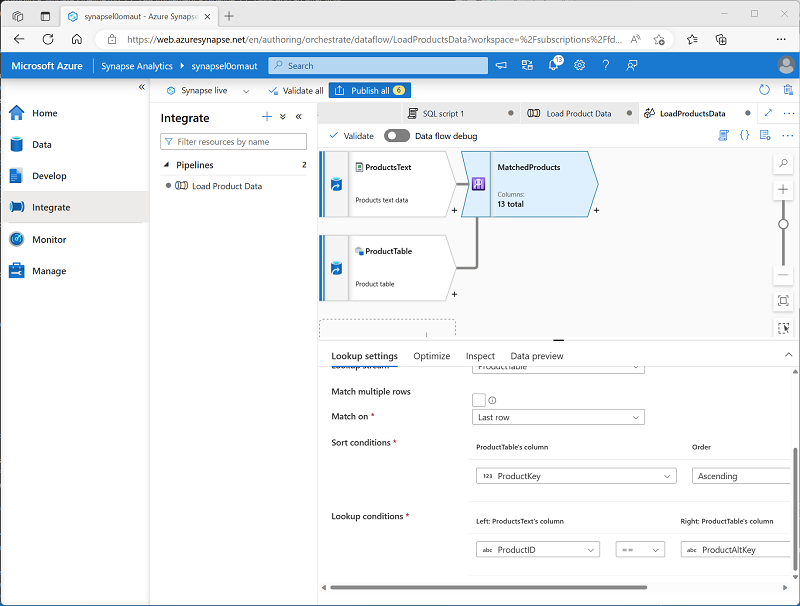 synapsel0omaut - Azure Synapse
https://web.azuresynapse.net/en/authoring/orchestrate/dataflow/LoadProductsData?workspace=%2Fsubscriptions%2Ffd...
Microsoft Azure
Synapse Analytics
synapsel0omaut
Search
13
Synapse live
Validate all
Publish all
6
Home
Data
Develop
Integrate
Monitor
Manage
Integrate
Filter resources by name
Pipelines
2
Load Product Data
SQL script 1
Load Product Data
LoadProductsData
Validate
Data flow debug
ProductsText
Products text data
MatchedProducts
Columns:
13 total
ProductTable
Product table
Lookup settings
Optimize
Inspect
Data preview
Lookup stream
ProductTable
Match multiple rows
Match on *
Last row
Sort conditions *
ProductTable's column
Order
123 ProductKey
Ascending
Lookup conditions *
Left: ProductsText's column
Right: ProductTable's column
abc ProductID
==
abc ProductAltKey